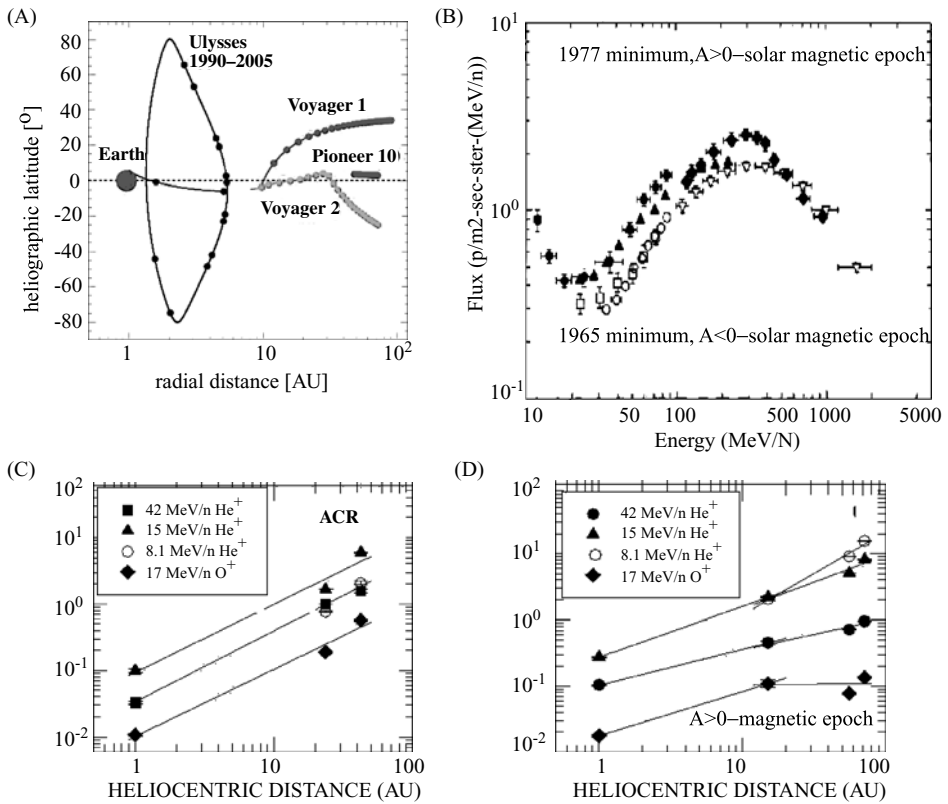 (A)
80
60
40
20
0
-20
-40
-60
-80
heliographic latitude [o]
Ulysses
1990–2005
Voyager 1
Earth
Pioneer 10
Voyager 2
1
10
10²
radial distance [AU]
(B)
10¹
10⁰
10⁻¹
Flux (p/m2-sec-ster-(MeV/n))
1977 minimum,A>0–solar magnetic epoch
1965 minimum, A<0–solar magnetic epoch
10
50
100
500
1000
5000
Energy (MeV/N)
(C)
10²
10¹
10⁰
10⁻¹
10⁻²
42 MeV/n He⁺
15 MeV/n He⁺
8.1 MeV/n He⁺
17 MeV/n O⁺
ACR
1
10
100
HELIOCENTRIC DISTANCE (AU)
(D)
10²
10¹
10⁰
10⁻¹
10⁻²
42 MeV/n He⁺
15 MeV/n He⁺
8.1 MeV/n He⁺
17 MeV/n O⁺
A>0–magnetic epoch
1
10
100
HELIOCENTRIC DISTANCE (AU)